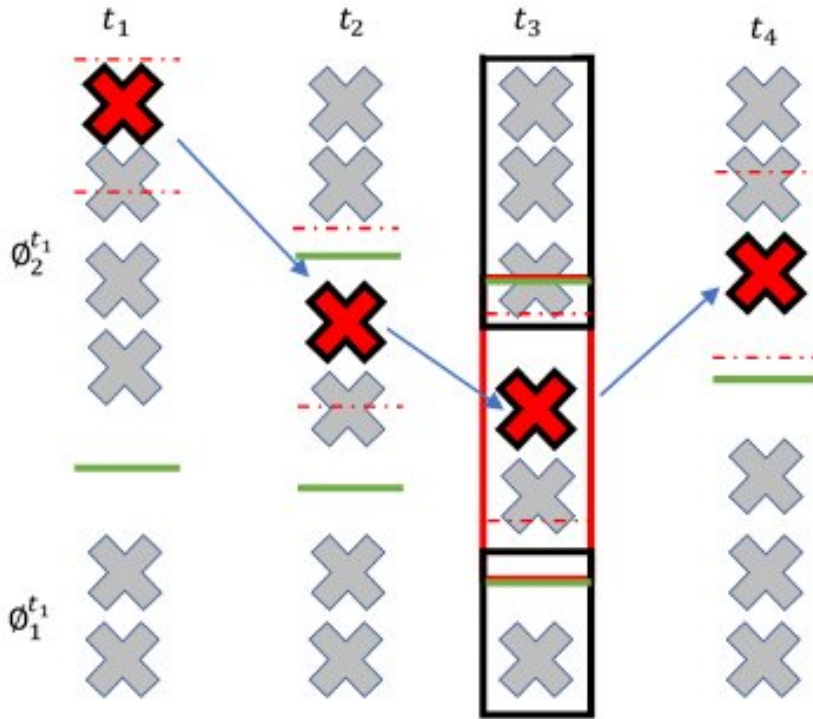 t₁ t₂ t₃ t₄
∅₂^{t₁}
∅₁^{t₁}